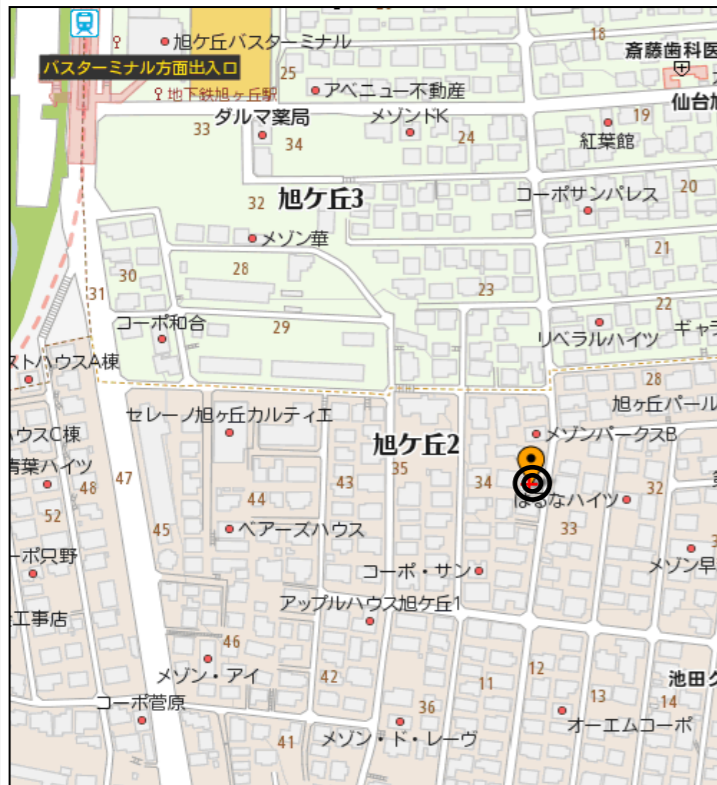 18
旭ケ丘バスターミナル
斎藤歯科医
バスターミナル方面出入口
25
アベニュー不動産
地下鉄旭ヶ丘駅
仙台旭
ダルマ薬局
メゾンドK
19
33
34
24
紅葉館
旭ケ丘3
32
コーポサンパレス
20
メゾン華
21
30
28
23
31
22
コーポ和合
29
リベラルハイツ
ギャラ
ストハウスA棟
28
セレーノ旭ヶ丘カルティエ
旭ヶ丘パール
ハウスC棟
旭ケ丘2
メゾンパークスB
青葉ハイツ
47
35
48
43
34
32
44
はるなハイツ
52
45
ベアーズハウス
33
ーポ只野
コーポ・サン
メゾン早
工事店
アップルハウス旭ケ丘1
46
12
メゾン・アイ
42
11
13
池田久
14
コーポ菅原
36
オーエムコーポ
41
メゾン・ド・レーヴ